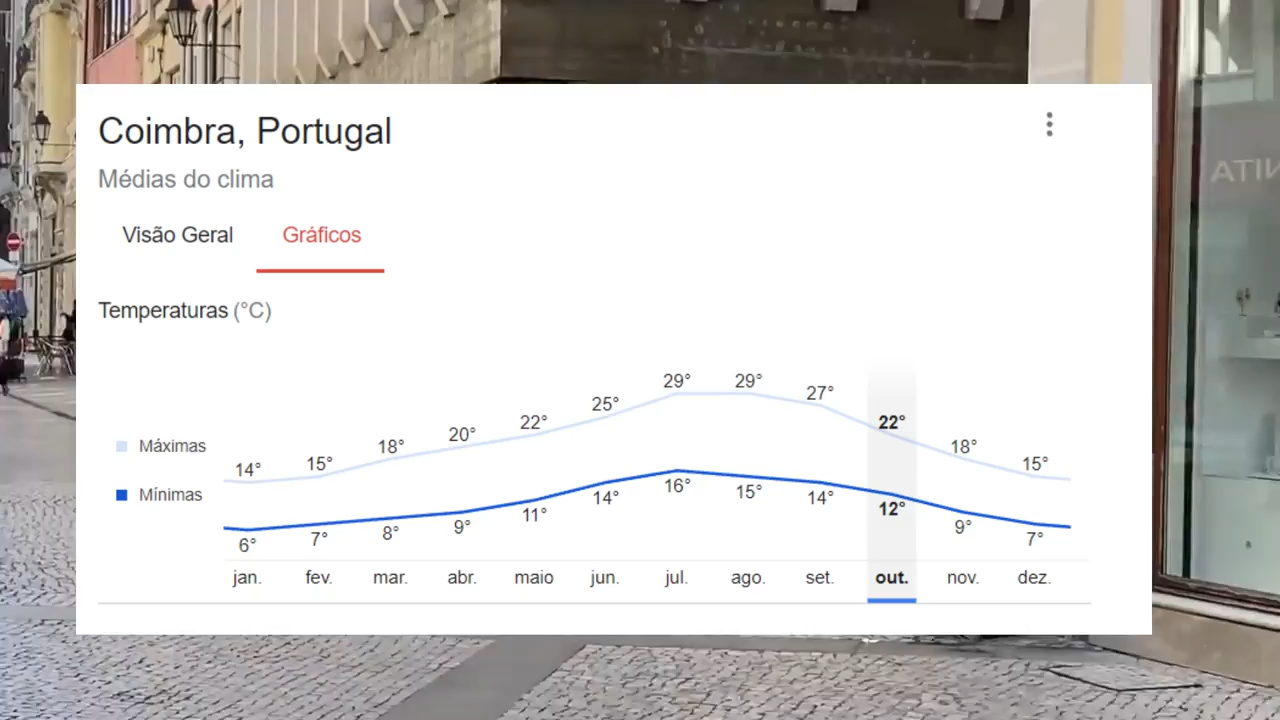 Coimbra, Portugal
Médias do clima
Visão Geral Gráficos
Temperaturas (°C)
29° 29° 27°
25°
22° 22°
20°
18° 18°
14° 15° 15°
Máximas
Mínimas
16° 15° 14° 14°
11° 12°
8° 9° 9°
6° 7° 7°
jan. fev. mar. abr. maio jun. jul. ago. set. out. nov. dez.